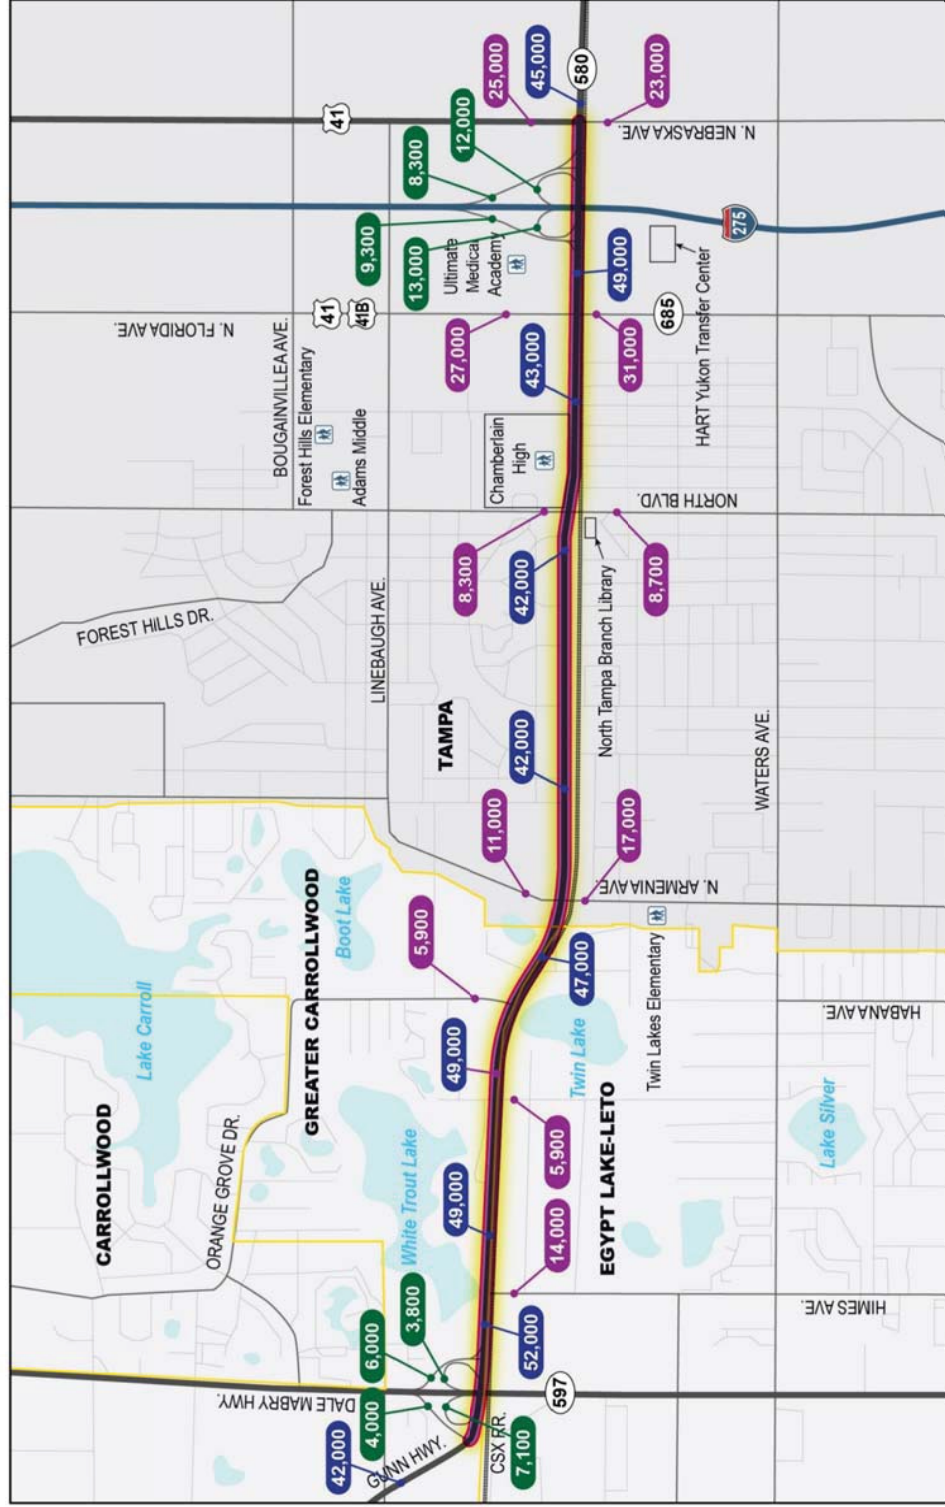 CARROLLWOOD
Lake Carroll
FOREST HILLS DR.
N. FLORIDA AVE.
ORANGE GROVE DR.
GREATER CARROLLWOOD
BOUGAINVILLEA AVE.
Forest Hills Elementary
Adams Middle
41
41B
41
DALE MABRY HWY.
Boot Lake
LINEBAUGH AVE.
42,000
4,000
6,000
9,300
GUNN HWY.
White Trout Lake
3,800
5,900
TAMPA
13,000
8,300
Ultimate
Medical
Academy
49,000
49,000
11,000
8,300
27,000
12,000
25,000
Chamberlain
High
CSX RR.
7,100
52,000
42,000
42,000
43,000
45,000
597
14,000
5,900
Twin Lake
47,000
580
EGYPT LAKE-LETO
17,000
N. ARMENIA AVE.
North Tampa Branch Library
31,000
49,000
23,000
N. NEBRASKA AVE.
Twin Lakes Elementary
8,700
685
NORTH BLVD.
HART Yukon Transfer Center
275
WATERS AVE.
Lake Silver
HIMES AVE.
HABANA AVE.